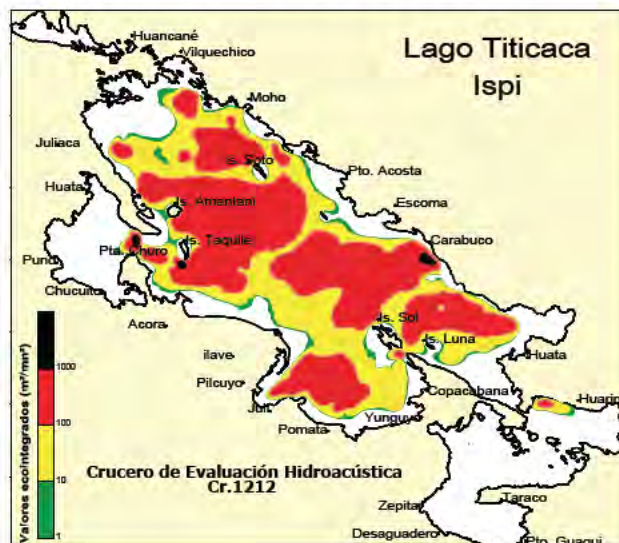 Lago Titicaca
Ispi
Huancané
Vilquechico
Moho
Juliaca
Is. Soto
Pto. Acosta
Huata
Is. Amantani
Escoma
Is. Taquile
Carabuco
Pta. Churo
Puno
Chucuito
Is. Sol
Acora
Is. Luna
Huata
ilave
Pilcuyo
Copacabana
Juli
Huarin
Yunguyo
Pomata
Valores ecointegrados (m²/mn²)
1000
100
10
1
Crucero de Evaluación Hidroacústica
Cr.1212
Zepita
Taraco
Desaguadero
Pto. Guaqui